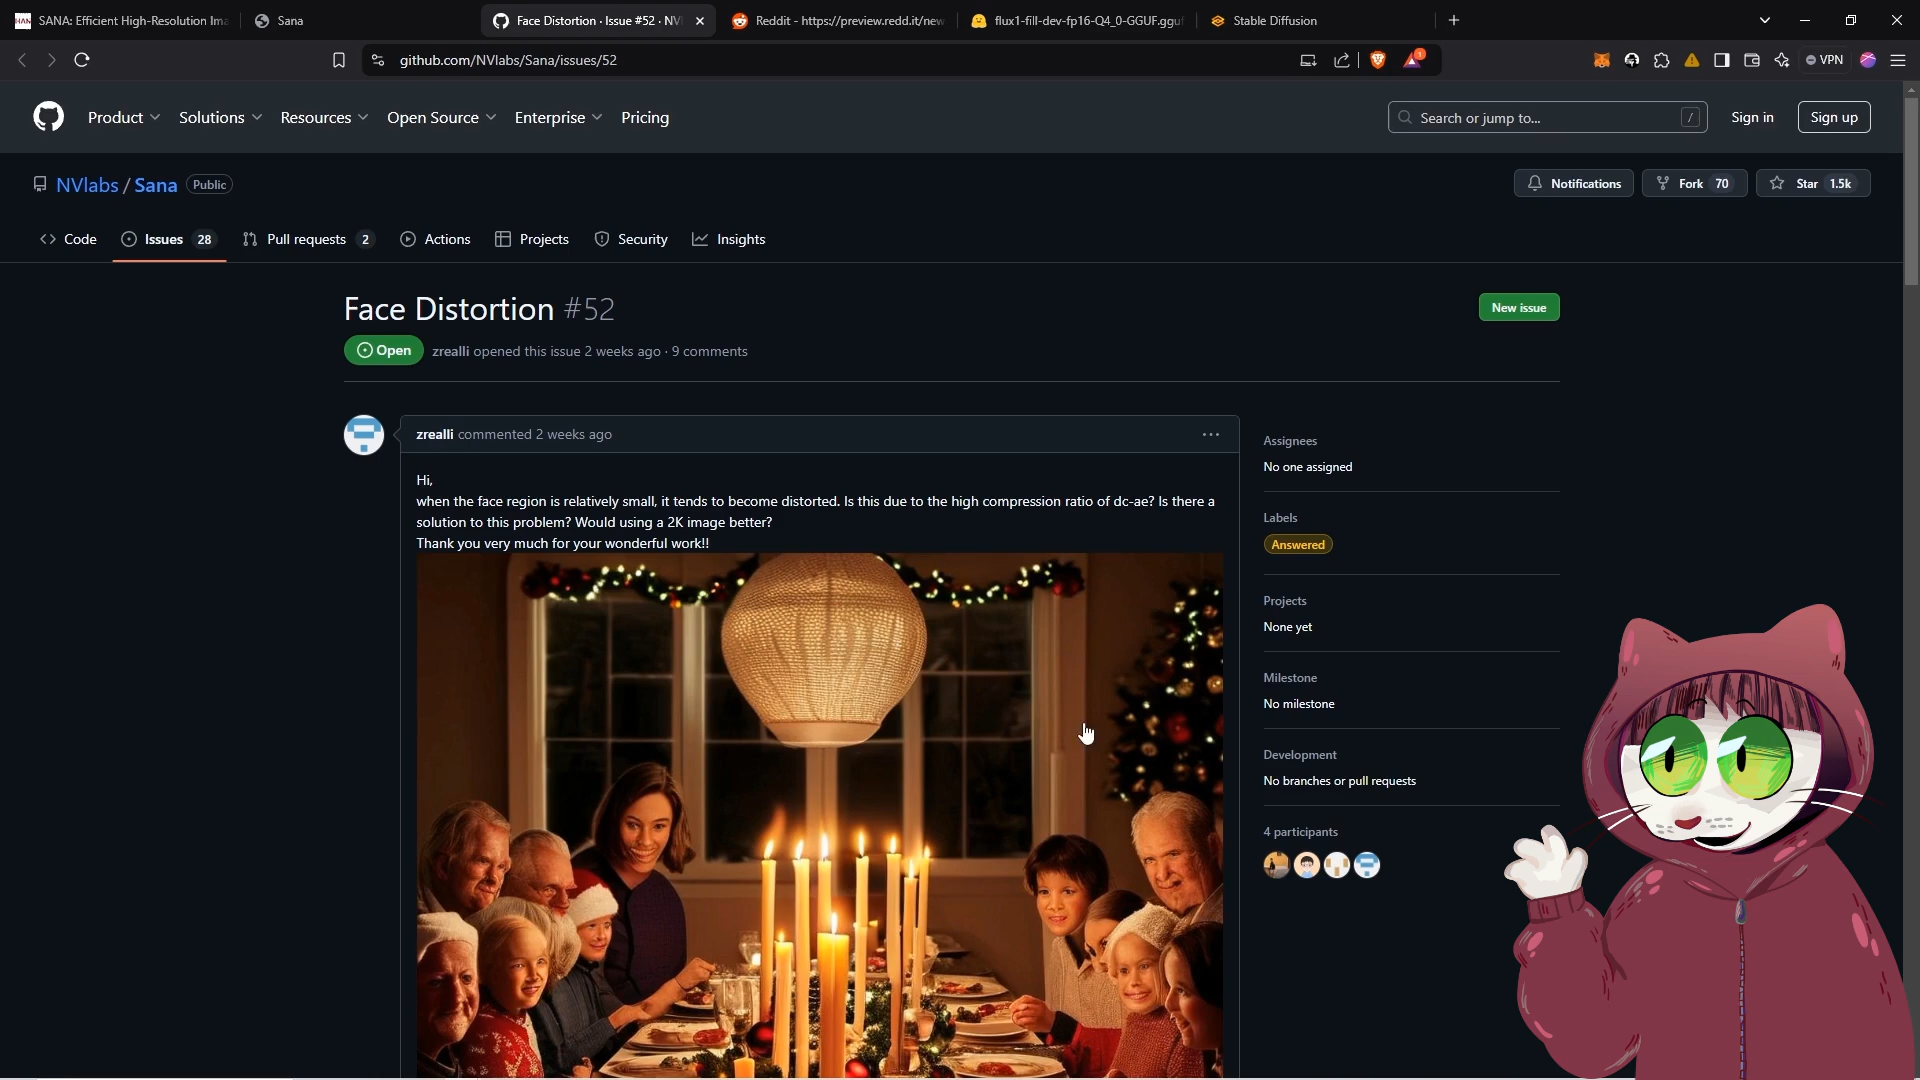 SANA: Efficient High-Resolution Ima
Sana
Face Distortion · Issue #52 · NV
Reddit - https://preview.redd.it/new
flux1-fill-dev-fp16-Q4_0-GGUF.gguf
Stable Diffusion
github.com/NVlabs/Sana/issues/52
1
VPN
Product
Solutions
Resources
Open Source
Enterprise
Pricing
Search or jump to...
/
Sign in
Sign up
NVlabs / Sana
Public
Notifications
Fork 70
Star 1.5k
Code
Issues 28
Pull requests 2
Actions
Projects
Security
Insights
Face Distortion #52
New issue
Open
zrealli opened this issue 2 weeks ago · 9 comments
zrealli commented 2 weeks ago
Hi,
when the face region is relatively small, it tends to become distorted. Is this due to the high compression ratio of dc-ae? Is there a
solution to this problem? Would using a 2K image better?
Thank you very much for your wonderful work!!
Assignees
No one assigned
Labels
Answered
Projects
None yet
Milestone
No milestone
Development
No branches or pull requests
4 participants